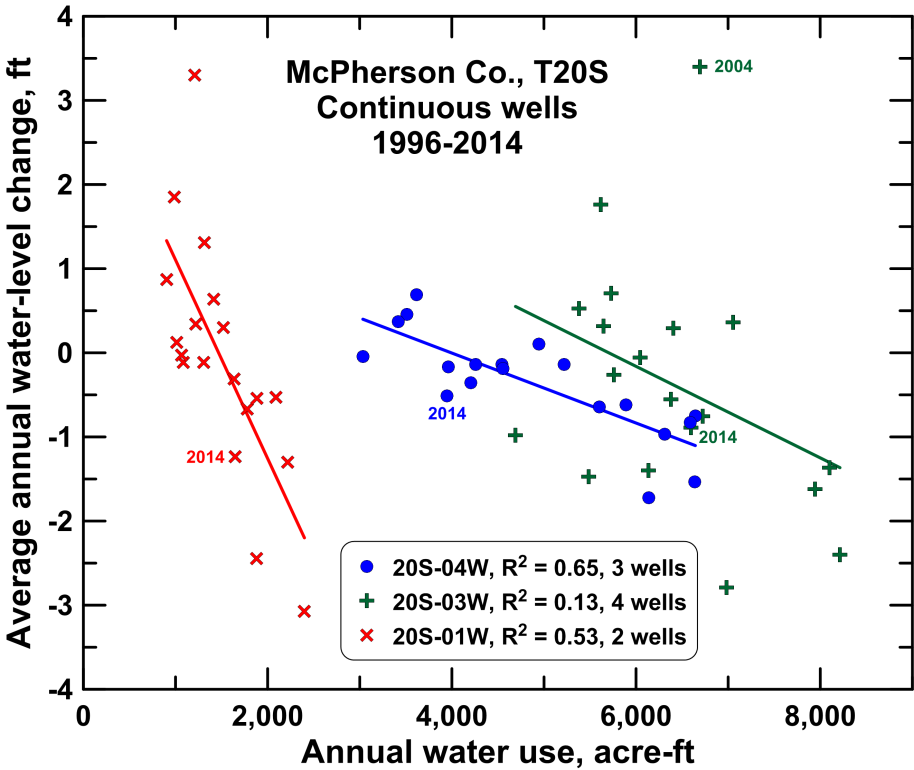 McPherson Co., T20S
Continuous wells
1996-2014
Average annual water-level change, ft
4
3
2
1
0
-1
-2
-3
-4
2004
2014
2014
2014
20S-04W, R² = 0.65, 3 wells
20S-03W, R² = 0.13, 4 wells
20S-01W, R² = 0.53, 2 wells
0
2,000
4,000
6,000
8,000
Annual water use, acre-ft